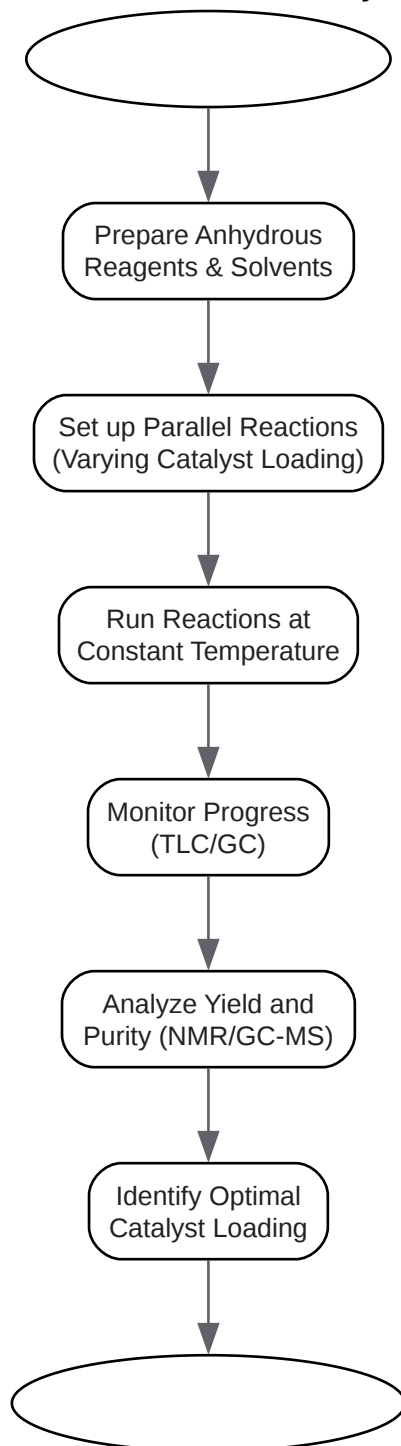 Prepare Anhydrous
Reagents & Solvents
Set up Parallel Reactions
(Varying Catalyst Loading)
Run Reactions at
Constant Temperature
Monitor Progress
(TLC/GC)
Analyze Yield and
Purity (NMR/GC-MS)
Identify Optimal
Catalyst Loading